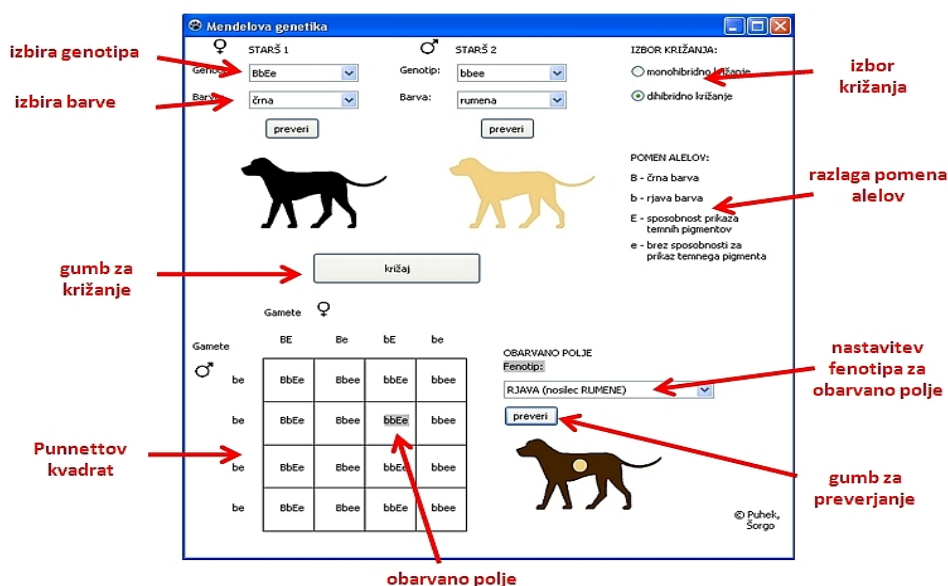 Mendelova genetika
izbira genotipa
izbira barve
STARŠ 1
STARŠ 2
IZBOR KRIŽANJA:
Genotip:
BbEe
Genotip:
bbee
monohibridno križanje
Barva:
črna
Barva:
rumena
dihibridno križanje
preveri
preveri
izbor
križanja
POMEN ALELOV:
B - črna barva
b - rjava barva
E - sposobnost prikaza
temnih pigmentov
e - brez sposobnosti za
prikaz temnega pigmenta
razlaga pomena
alelov
gumb za
križanje
križaj
Gamete
BE Be bE be
Gamete
be BbEe Bbee bbEe bbee
be BbEe Bbee bbEe bbee
be BbEe Bbee bbEe bbee
be BbEe Bbee bbEe bbee
Punnettov
kvadrat
OBARVANO POLJE
Fenotip:
RJAVA (nosilec RUMENE)
preveri
nastavitev
fenotipa za
obarvano polje
gumb za
preverjanje
© Puhek,
Šorgo
obarvano polje